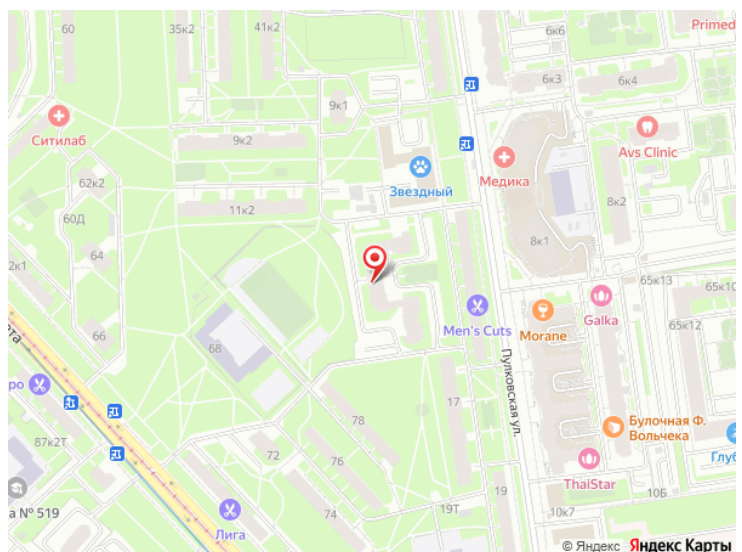 60
35к2
41к2
6к6
Primed
6к3
6к4
9к1
Ситилаб
9к2
Avs Clinic
Медика
Звездный
62к2
60Д
11к2
8к2
64
8к1
2к1
65к13
65к10
Galka
66
68
Men's Cuts
Morane
65к12
ета
Пулковская ул.
ро
17
78
Булочная Ф.
Вольчека
87к2Т
72
76
ThaiStar
Глуб
19
10Б
а № 519
Лига
74
19Т
10к7
© Яндекс Яндекс Карты